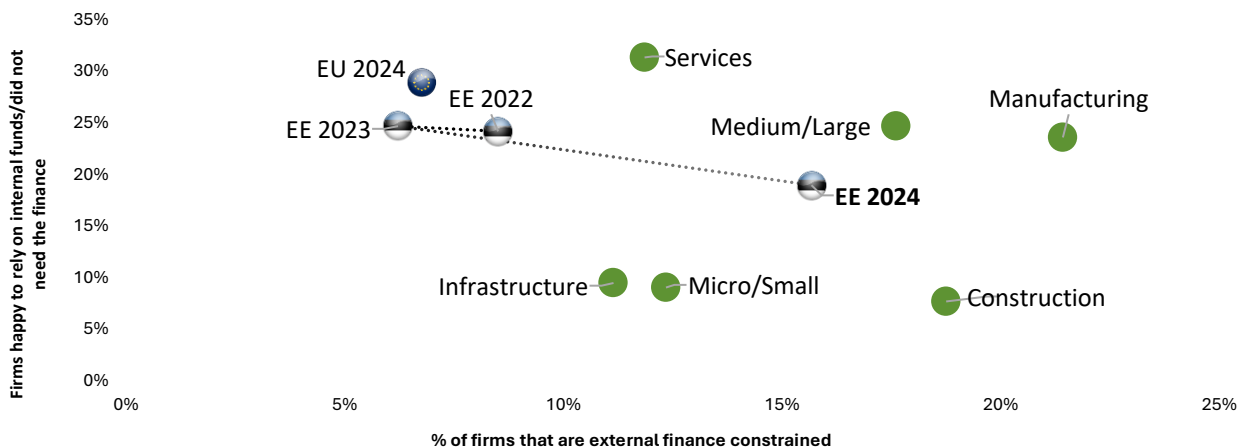 Firms happy to rely on internal funds/did not
need the finance
35%
30%
25%
20%
15%
10%
5%
0%
Services
EU 2024
EE 2022
Manufacturing
EE 2023
Medium/Large
EE 2024
Infrastructure
Micro/Small
Construction
0%
5%
10%
15%
20%
25%
% of firms that are external finance constrained